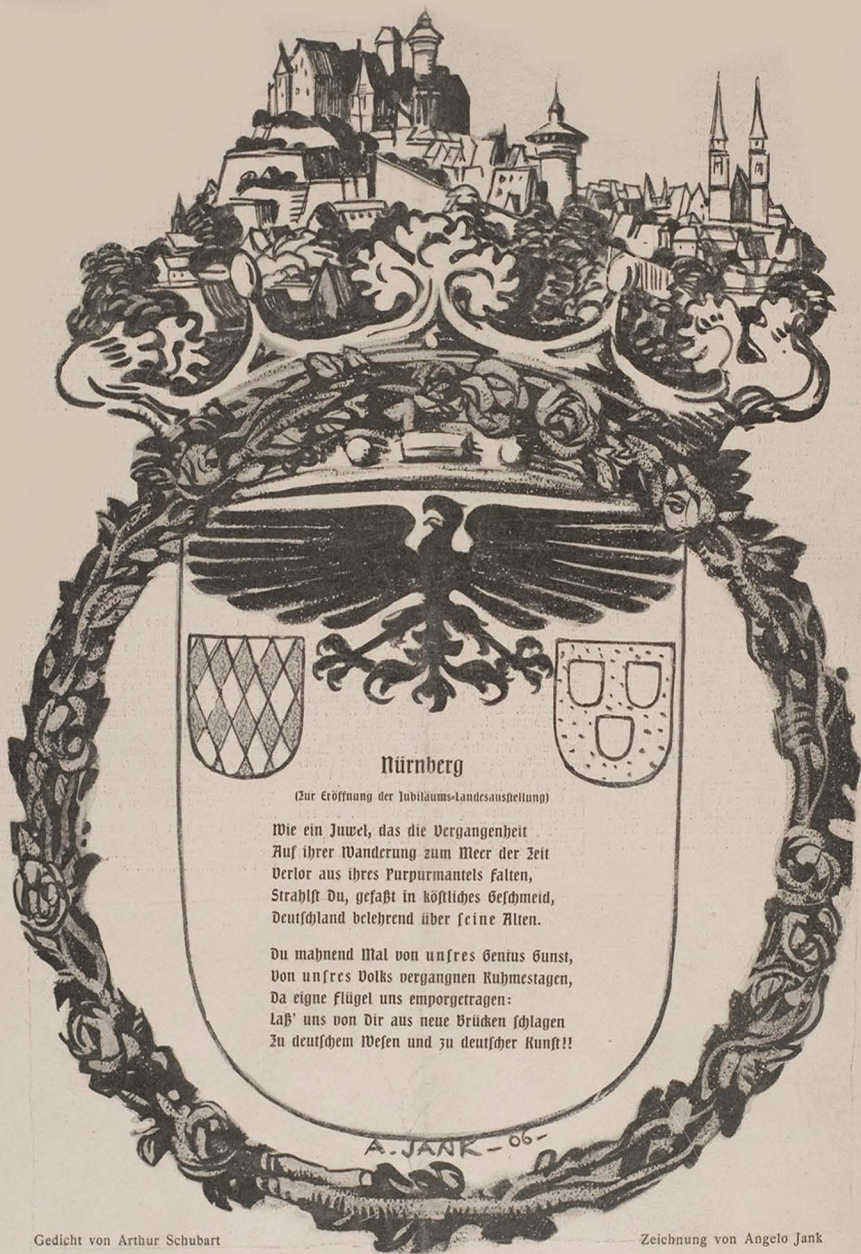 Nürnberg
(Zur Eröffnung der Jubiläums-Landesausstellung)
Wie ein Juwel, das die Vergangenheit
Auf ihrer Wanderung zum Meer der Zeit
Verlor aus ihres Purpurmantels Falten,
Strahlst Du, gefaßt in köstliches Geschmeid,
Deutschland belehrend über seine Alten.
Du mahnend Mal von unsres Genius Gunst,
Von unsres Volks vergangnen Ruhmestagen,
Da eigne Flügel uns emporgetragen:
Laß' uns von Dir aus neue Brücken schlagen
Zu deutschem Wesen und zu deutscher Kunst!!
A. JANK - 06 -
Gedicht von Arthur Schubart
Zeichnung von Angelo Jank